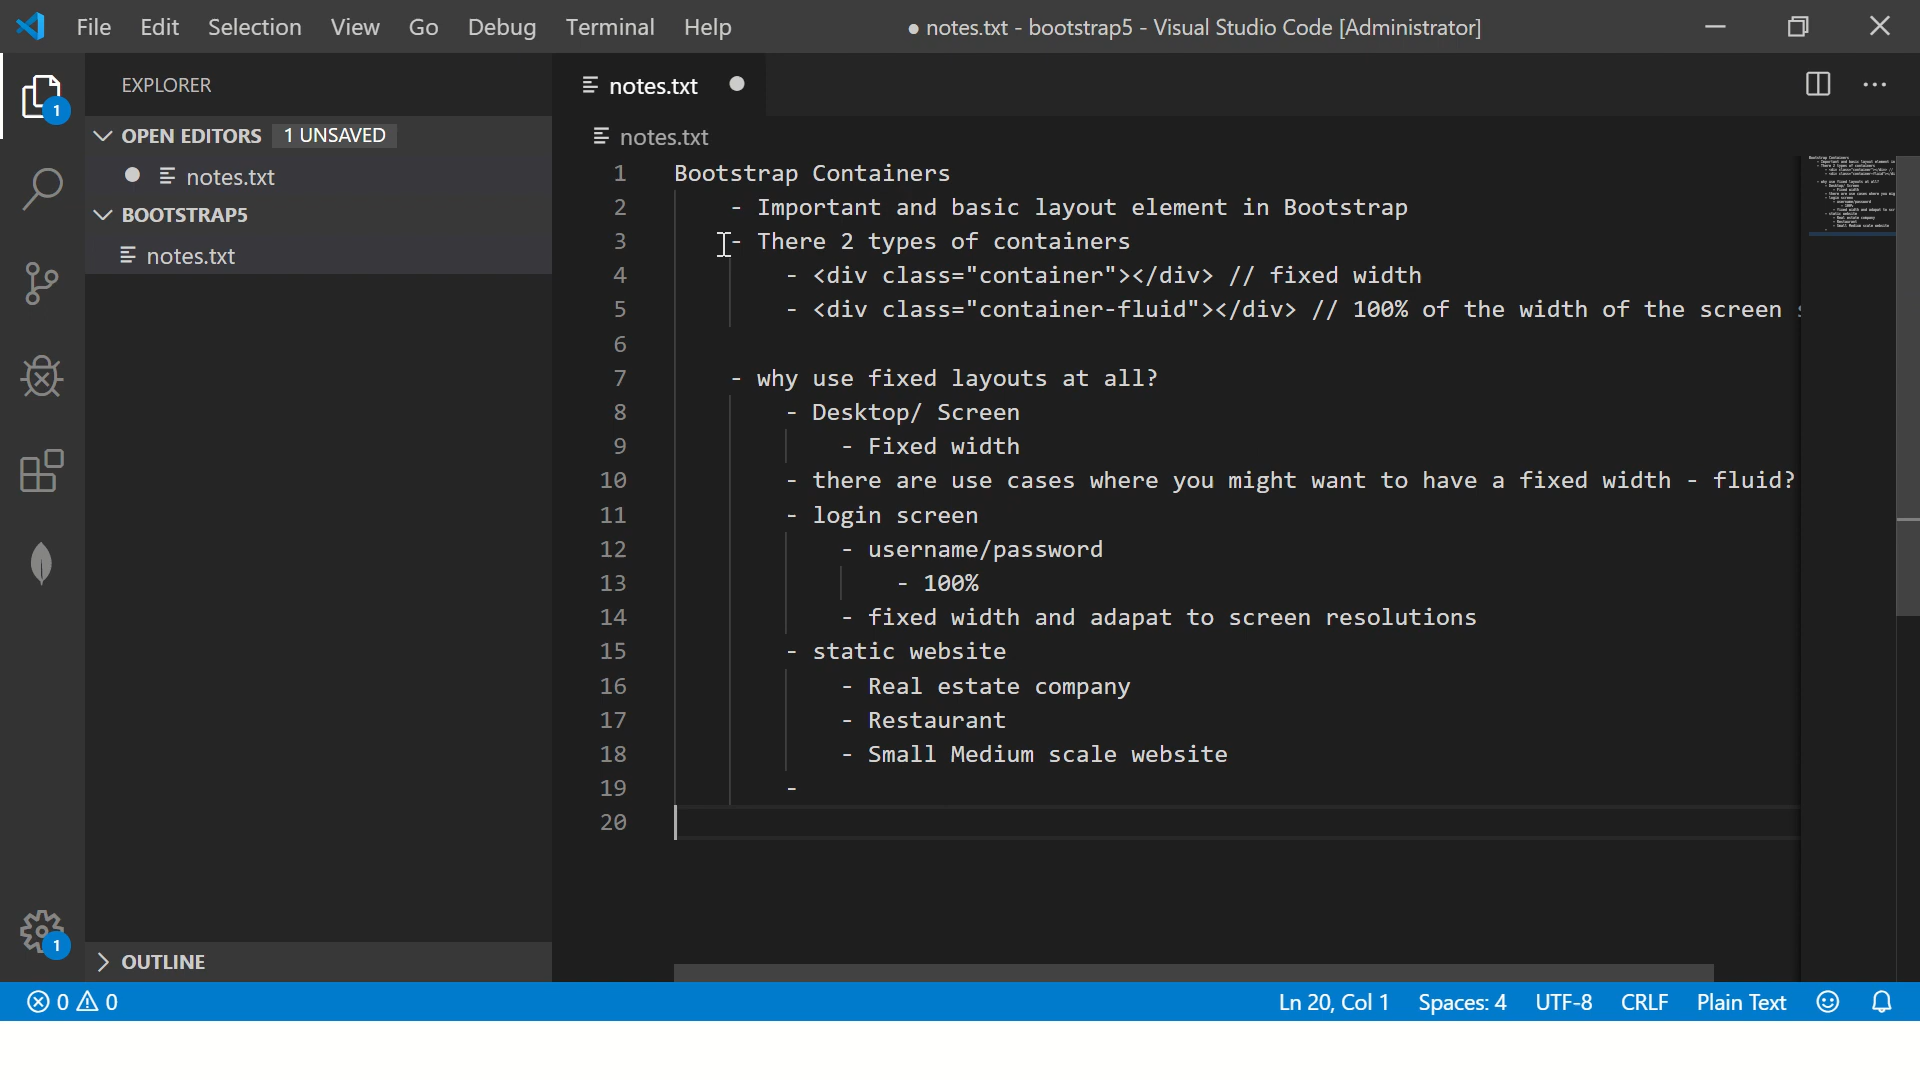 File Edit Selection View Go Debug Terminal Help ● notes.txt - bootstrap5 - Visual Studio Code [Administrator]
EXPLORER
notes.txt
1
OPEN EDITORS 1 UNSAVED
notes.txt
notes.txt
BOOTSTRAP5
notes.txt
1 Bootstrap Containers
2 - Important and basic layout element in Bootstrap
3 - There 2 types of containers
4 - <div class="container"></div> // fixed width
5 - <div class="container-fluid"></div> // 100% of the width of the screen
6
7 - why use fixed layouts at all?
8 - Desktop/ Screen
9 - Fixed width
10 - there are use cases where you might want to have a fixed width - fluid?
11 - login screen
12 - username/password
13 - 100%
14 - fixed width and adapat to screen resolutions
15 - static website
16 - Real estate company
17 - Restaurant
18 - Small Medium scale website
19 -
20
1
OUTLINE
0 0 Ln 20, Col 1 Spaces: 4 UTF-8 CRLF Plain Text